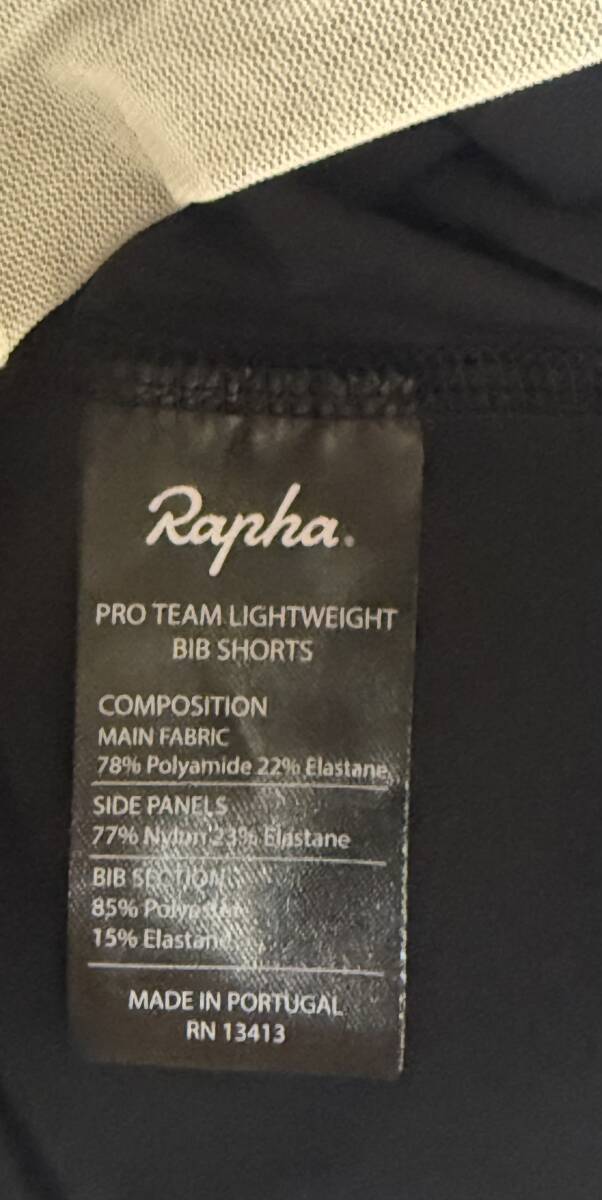 Rapha.
PRO TEAM LIGHTWEIGHT
BIB SHORTS
COMPOSITION
MAIN FABRIC
78% Polyamide 22% Elastane
SIDE PANELS
77% Nylon 23% Elastane
BIB SECTION
85% Polyester
15% Elastane
MADE IN PORTUGAL
RN 13413